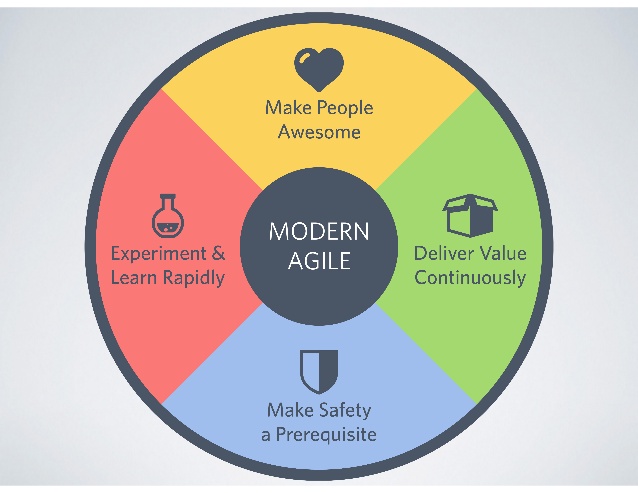 Make People
Awesome
Experiment &
Learn Rapidly
MODERN
AGILE
Deliver Value
Continuously
Make Safety
a Prerequisite